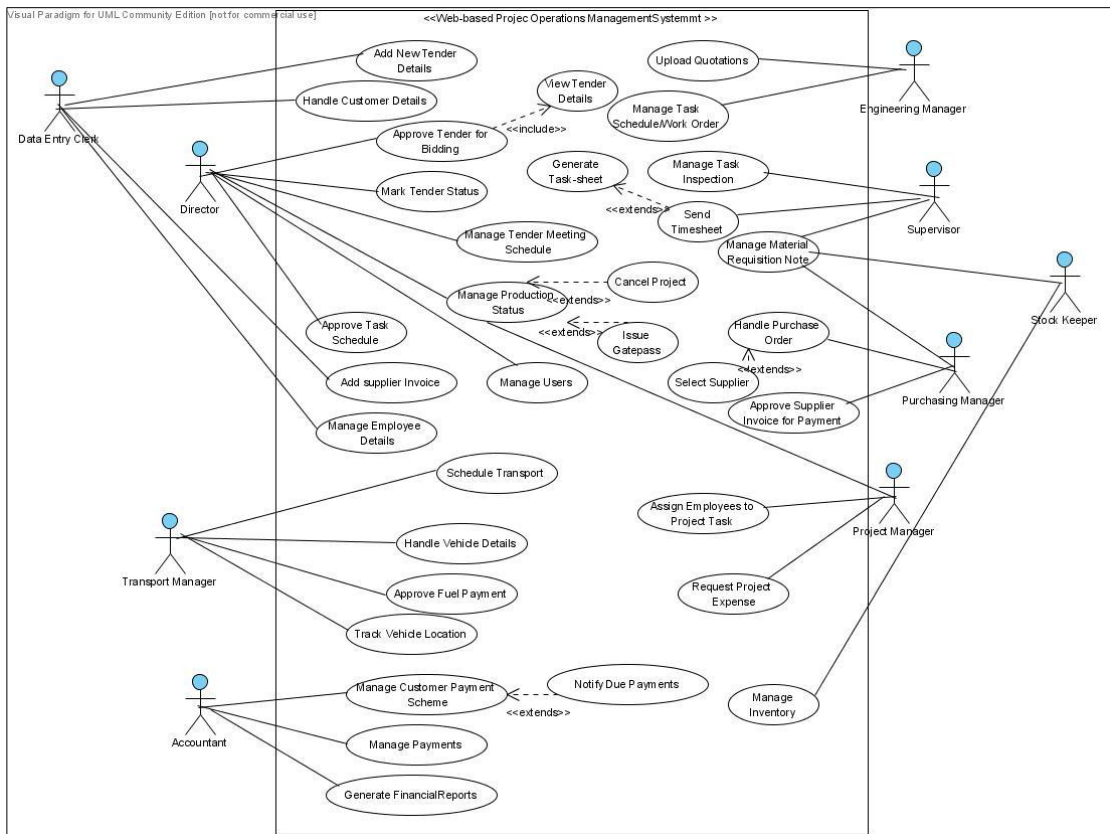 Visual Paradigm for UML Community Edition [not for commercial use]
<<Web-based Projec Operations ManagementSystemmt >>
Add New Tender
Details
Handle Customer Details
Data Entry Clerk
View Tender
Details
<<include>>
Approve Tender for
Bidding
Upload Quotations
Manage Task
Schedule/Work Order
Engineering Manager
Director
Mark Tender Status
Generate
Task-sheet
<<extends>>
Manage Task
Inspection
Send
Timesheet
Supervisor
Manage Tender Meeting
Schedule
Manage Material
Requisition Note
Stock Keeper
Manage Production
Status
<<extends>>
Cancel Project
<<extends>>
Issue
Gatepass
Approve Task
Schedule
Handle Purchase
Order
<<extends>>
Select Supplier
Purchasing Manager
Add supplier Invoice
Manage Users
Approve Supplier
Invoice for Payment
Manage Employee
Details
Schedule Transport
Assign Employees to
Project Task
Project Manager
Transport Manager
Handle Vehicle Details
Approve Fuel Payment
Request Project
Expense
Track Vehicle Location
Manage Customer Payment
Scheme
<<extends>>
Notify Due Payments
Manage
Inventory
Accountant
Manage Payments
Generate FinancialReports